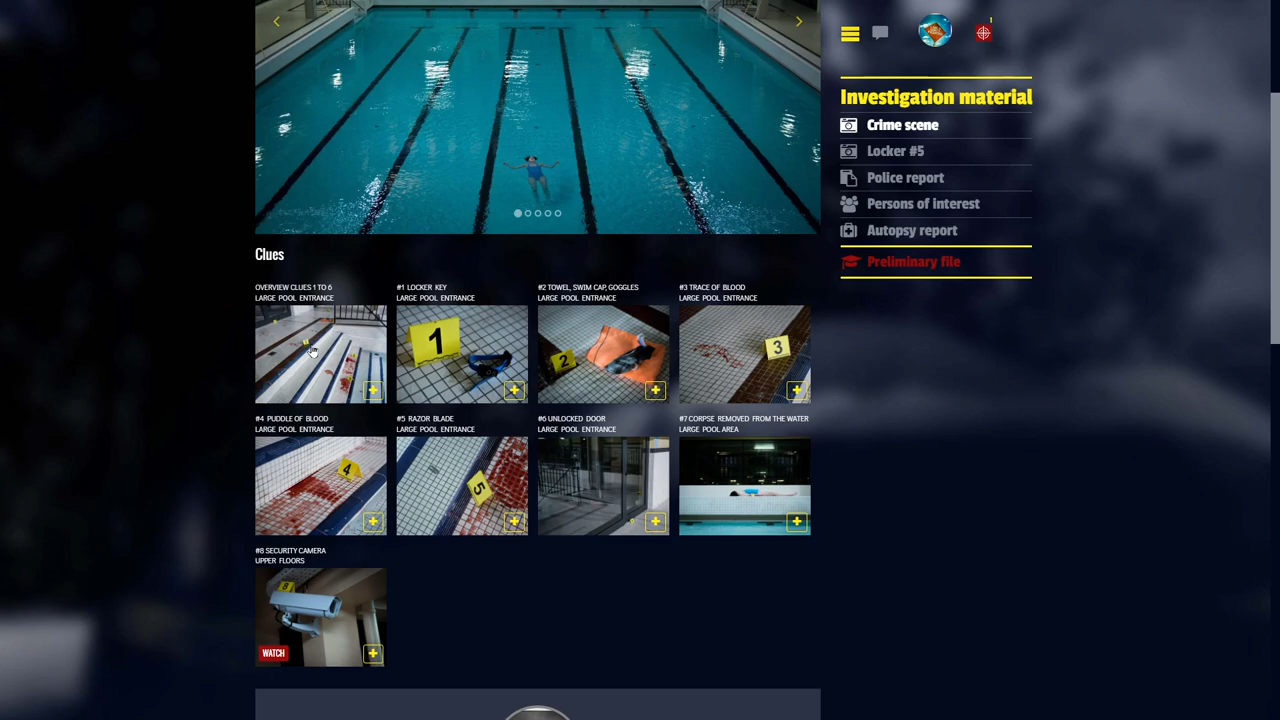 Investigation material
Crime scene
Locker #5
Police report
Persons of interest
Autopsy report
Preliminary file
Clues
OVERVIEW CLUES 1 TO 6
LARGE POOL ENTRANCE
#1 LOCKER KEY
LARGE POOL ENTRANCE
1
#2 TOWEL, SWIM CAP, GOGGLES
LARGE POOL ENTRANCE
2
#3 TRACE OF BLOOD
LARGE POOL ENTRANCE
3
#4 PUDDLE OF BLOOD
LARGE POOL ENTRANCE
4
#5 RAZOR BLADE
LARGE POOL ENTRANCE
5
#6 UNLOCKED DOOR
LARGE POOL ENTRANCE
#7 CORPSE REMOVED FROM THE WATER
LARGE POOL AREA
#8 SECURITY CAMERA
UPPER FLOORS
8
WATCH